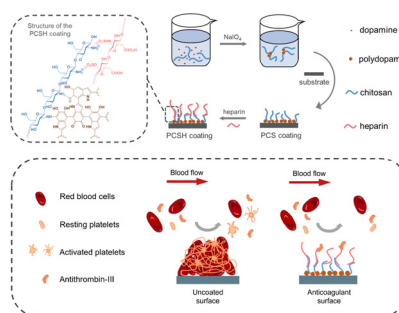 Structure of the
PCSH coating
NaIO₄
dopamine
polydopam
chitosan
heparin
substrate
heparin
PCSH coating
PCS coating
Blood flow
Blood flow
Red blood cells
Resting platelets
Activated platelets
Antithrombin-III
Uncoated
surface
Anticoagulant
surface